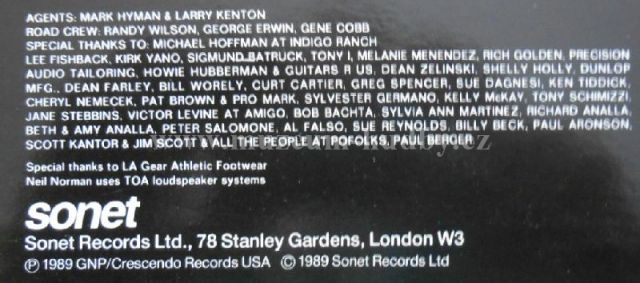 AGENTS: MARK HYMAN & LARRY KENTON
ROAD CREW: RANDY WILSON, GEORGE ERWIN, GENE COBB
SPECIAL THANKS TO: MICHAEL HOFFMAN AT INDIGO RANCH
LEE FISHBACK, KIRK YANO, SIGMUND BATRUCK, TONY I, MELANIE MENENDEZ, RICH GOLDEN, PRECISION
AUDIO TAILORING, HOWIE HUBBERMAN & GUITARS R US, DEAN ZELINSKI, SHELLY HOLLY, DUNLOP
MFG., DEAN FARLEY, BILL WORELY, CURT CARTIER, GREG SPENCER, SUE DAGNESI, KEN TIDDICK,
CHERYL NEMECEK, PAT BROWN & PRO MARK, SYLVESTER GERMANO, KELLY McKAY, TONY SCHIMIZZI,
JANE STEBBINS, VICTOR LEVINE AT AMIGO, BOB BACHTA, SYLVIA ANN MARTINEZ, RICHARD ANALLA,
BETH & AMY ANALLA, PETER SALOMONE, AL FALSO, SUE REYNOLDS, BILLY BECK, PAUL ARONSON,
SCOTT KANTOR & JIM SCOTT & ALL THE PEOPLE AT POFOLKS, PAUL BERGER.
Special thanks to LA Gear Athletic Footwear
Neil Norman uses TOA loudspeaker systems
sonet
Sonet Records Ltd., 78 Stanley Gardens, London W3
Ⓟ 1989 GNP/Crescendo Records USA © 1989 Sonet Records Ltd